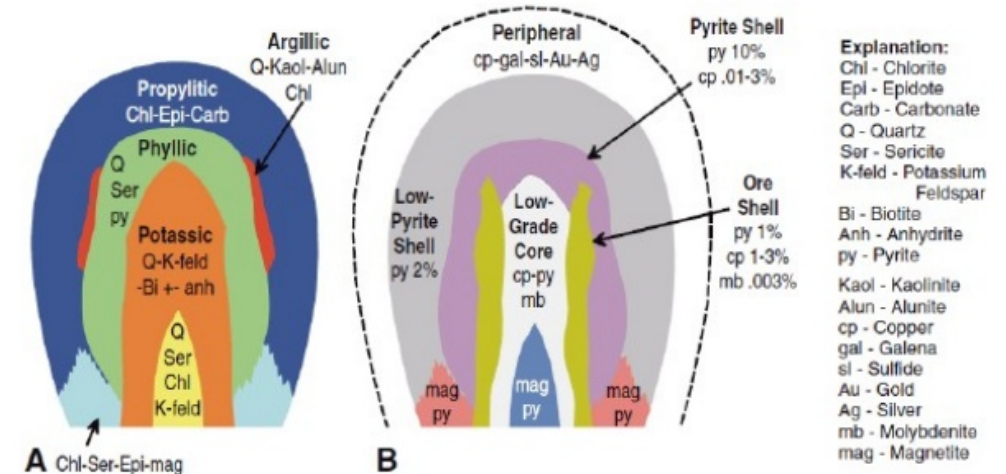 Argillic
Q-Kaol-Alun
Chl
Propylitic
Chl-Epi-Carb
Phyllic
Q
Ser
py
Potassic
Q-K-feld
-Bi +- anh
Q
Ser
Chl
K-feld
A
Chl-Ser-Epi-mag
Peripheral
cp-gal-sl-Au-Ag
Pyrite Shell
py 10%
cp .01-3%
Low-
Pyrite
Shell
py 2%
Low-
Grade
Core
cp-py
mb
Ore
Shell
py 1%
cp 1-3%
mb .003%
mag
py
mag
py
mag
py
B
Explanation:
Chl - Chlorite
Epi - Epidote
Carb - Carbonate
Q - Quartz
Ser - Sericite
K-feld - Potassium
Feldspar
Bi - Biotite
Anh - Anhydrite
py - Pyrite
Kaol - Kaolinite
Alun - Alunite
cp - Copper
gal - Galena
sl - Sulfide
Au - Gold
Ag - Silver
mb - Molybdenite
mag - Magnetite